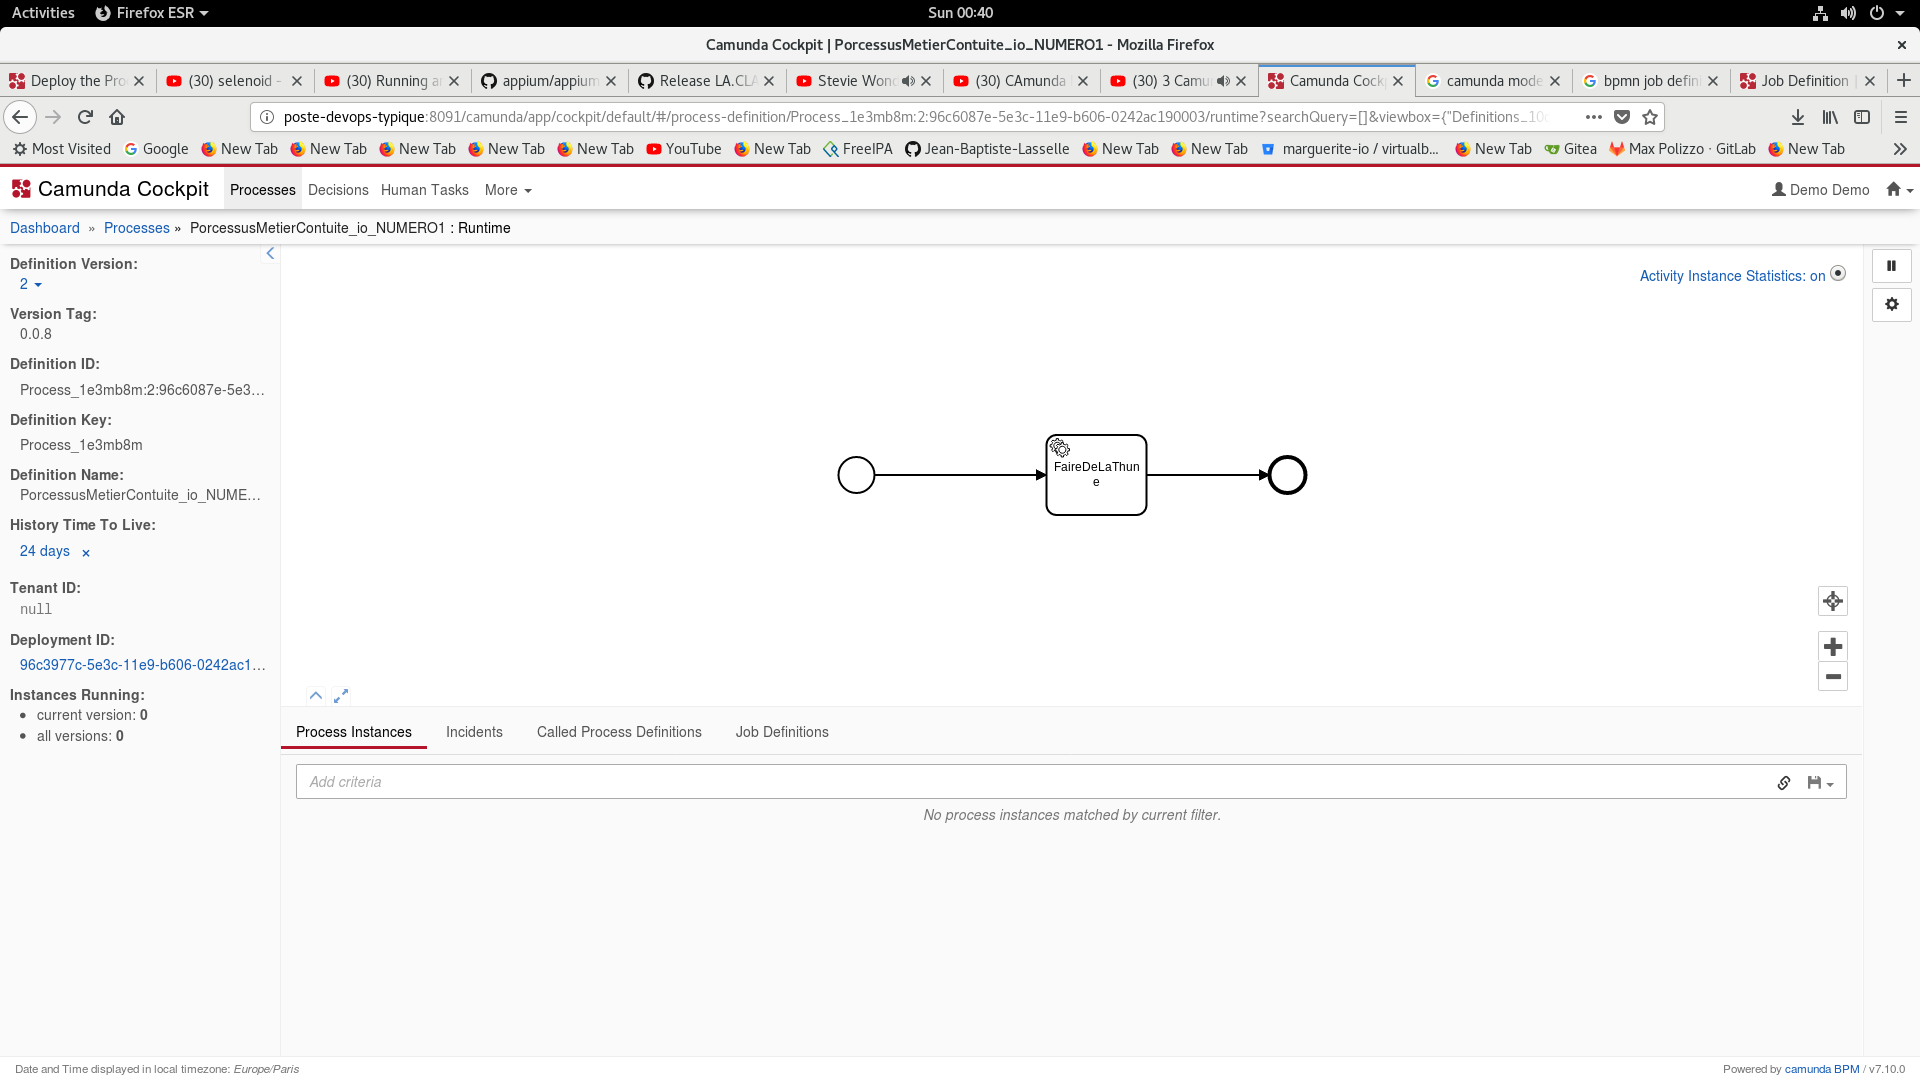 Activities Firefox ESR Sun 00:40
Camunda Cockpit | PorcessusMetierContuite_io_NUMERO1 - Mozilla Firefox
Deploy the Pro (30) selenoid - (30) Running a appium/appium Release LA.CLA Stevie Won (30) CAmunda (30) 3 Camu Camunda Cock camunda mode bpmn job defin Job Definition |
poste-devops-typique:8091/camunda/app/cockpit/default/#/process-definition/Process_1e3mb8m:2:96c6087e-5e3c-11e9-b606-0242ac190003/runtime?searchQuery=[]&viewbox={"Definitions_10
Most Visited Google New Tab New Tab New Tab New Tab New Tab YouTube New Tab FreeIPA Jean-Baptiste-Lasselle New Tab New Tab marguerite-io / virtualb... New Tab Gitea Max Polizzo · GitLab New Tab
Camunda Cockpit Processes Decisions Human Tasks More Demo Demo
Dashboard » Processes » PorcessusMetierContuite_io_NUMERO1 : Runtime
Definition Version:
2
Version Tag:
0.0.8
Definition ID:
Process_1e3mb8m:2:96c6087e-5e3...
Definition Key:
Process_1e3mb8m
Definition Name:
PorcessusMetierContuite_io_NUME...
History Time To Live:
24 days ×
Tenant ID:
null
Deployment ID:
96c3977c-5e3c-11e9-b606-0242ac1...
Instances Running:
• current version: 0
• all versions: 0
Activity Instance Statistics: on
FaireDeLaThun
e
Process Instances Incidents Called Process Definitions Job Definitions
Add criteria
No process instances matched by current filter.
Date and Time displayed in local timezone: Europe/Paris
Powered by camunda BPM / v7.10.0